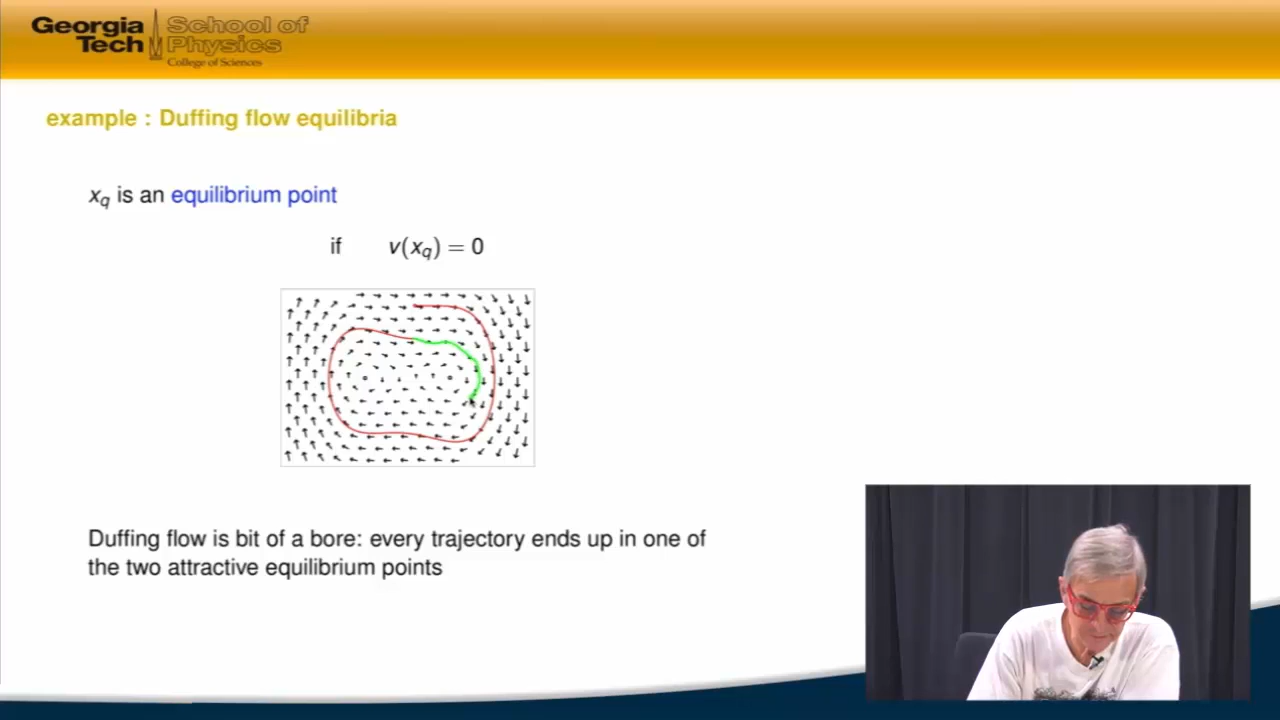 Georgia Tech
School of Physics
College of Sciences
example : Duffing flow equilibria
x_q is an equilibrium point
if v(x_q) = 0
Duffing flow is bit of a bore: every trajectory ends up in one of
the two attractive equilibrium points